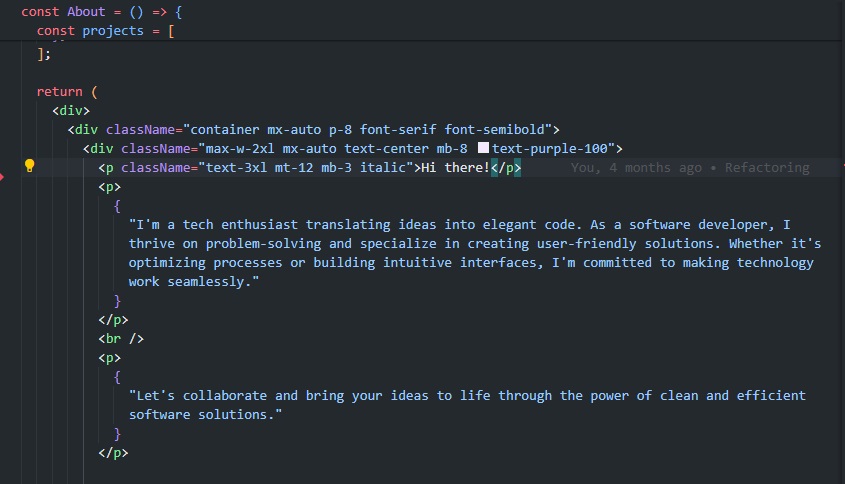 const About = () => {
const projects = [
];
return (
<div>
<div className="container mx-auto p-8 font-serif font-semibold">
<div className="max-w-2xl mx-auto text-center mb-8 text-purple-100">
<p className="text-3xl mt-12 mb-3 italic">Hi there!</p> You, 4 months ago • Refactoring
<p>
{
"I'm a tech enthusiast translating ideas into elegant code. As a software developer, I
thrive on problem-solving and specialize in creating user-friendly solutions. Whether it's
optimizing processes or building intuitive interfaces, I'm committed to making technology
work seamlessly."
}
</p>
<br />
<p>
{
"Let's collaborate and bring your ideas to life through the power of clean and efficient
software solutions."
}
</p>